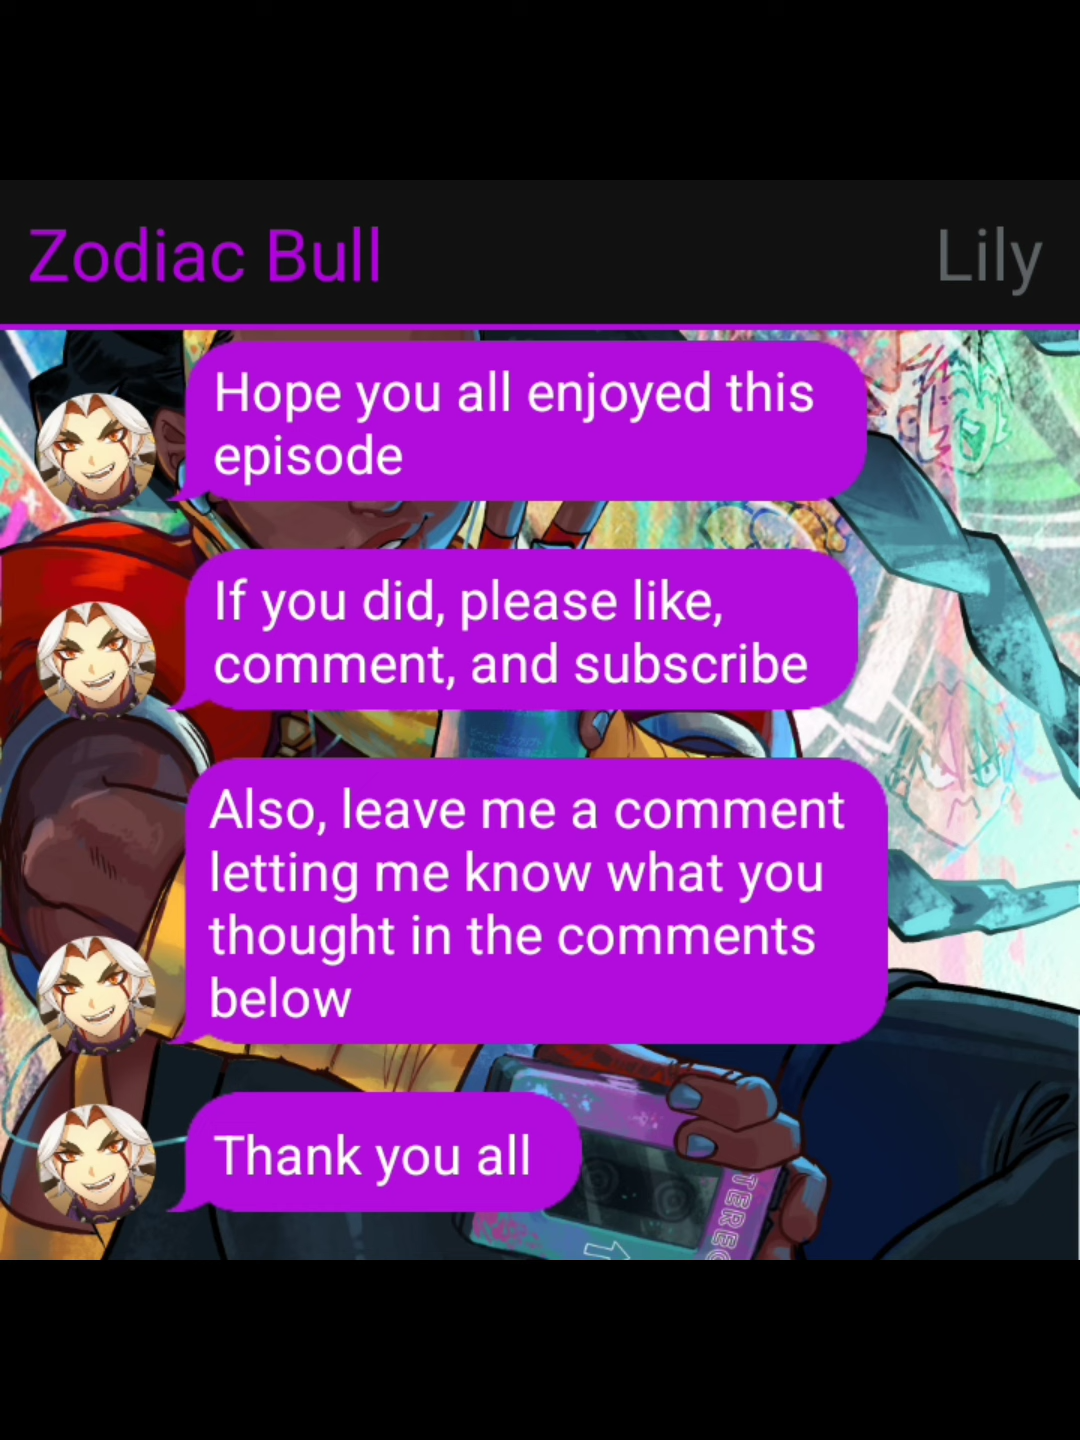 Zodiac Bull
Lily
Hope you all enjoyed this
episode
If you did, please like,
comment, and subscribe
Also, leave me a comment
letting me know what you
thought in the comments
below
Thank you all